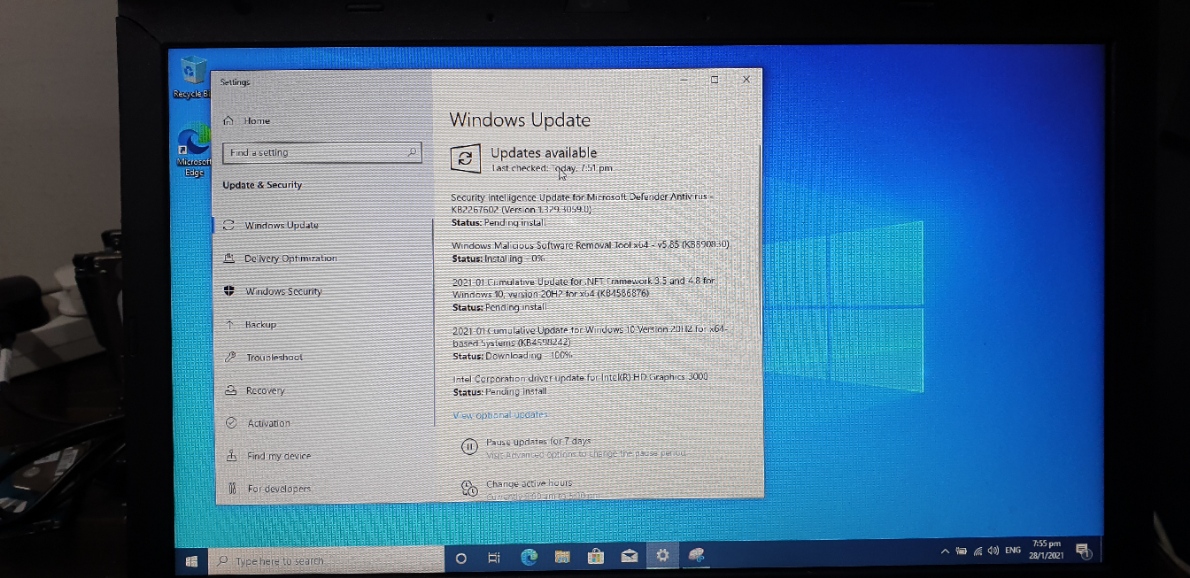 Recycle Bi
Microsoft
Edge
Settings
Home
Find a setting
Update & Security
Windows Update
Delivery Optimization
Windows Security
Backup
Troubleshoot
Recovery
Activation
Find my device
For developers
Windows Update
Updates available
Last checked: Today, 7:51 pm
Security Intelligence Update for Microsoft Defender Antivirus -
KB2267602 (Version 1.329.3059.0)
Status: Pending install
Windows Malicious Software Removal Tool x64 - v5.85 (KB890830)
Status: Installing - 0%
2021-01 Cumulative Update for .NET Framework 3.5 and 4.8 for
Windows 10, version 20H2 for x64 (KB4586876)
Status: Pending install
2021-01 Cumulative Update for Windows 10 Version 20H2 for x64-
based Systems (KB4598242)
Status: Downloading - 100%
Intel Corporation driver update for Intel(R) HD Graphics 3000
Status: Pending install
View optional updates
Pause updates for 7 days
Visit Advanced options to change the pause period
Change active hours
Currently
Type here to search
ENG
7:55 pm
28/1/2021